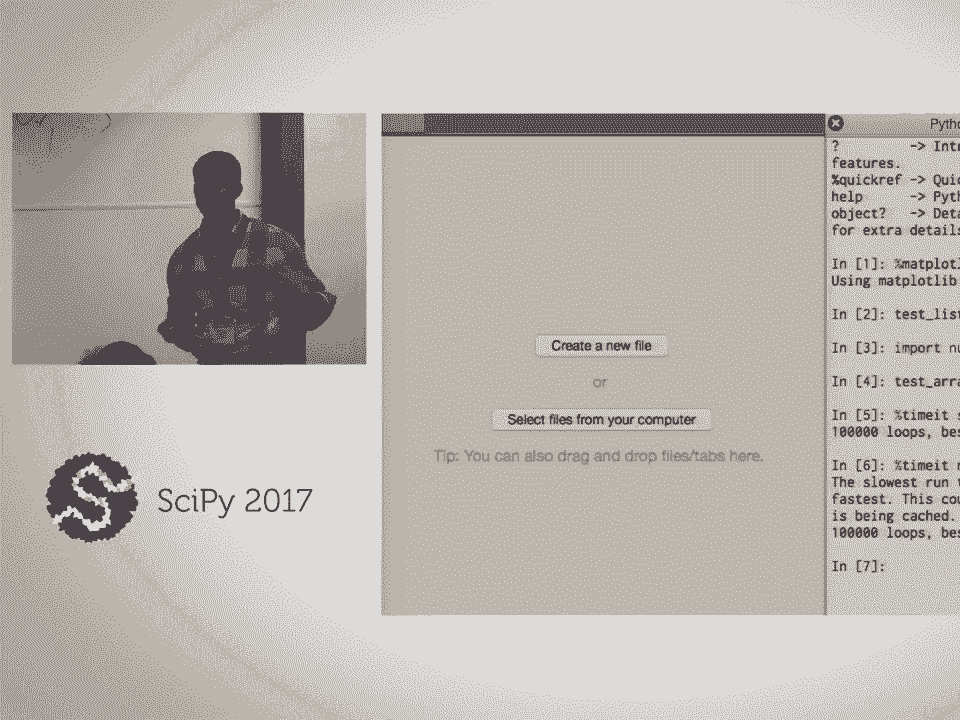 SciPy 2017
Create a new file
or
Select files from your computer
Tip: You can also drag and drop files/tabs here.
Pytho
? -> Intr
features.
%quickref -> Quic
help -> Pyth
object? -> Deta
for extra details
In [1]: %matplotl
Using matplotlib
In [2]: test_list
In [3]: import nu
In [4]: test_arra
In [5]: %timeit s
100000 loops, bes
In [6]: %timeit n
The slowest run t
fastest. This cou
is being cached.
100000 loops, bes
In [7]: